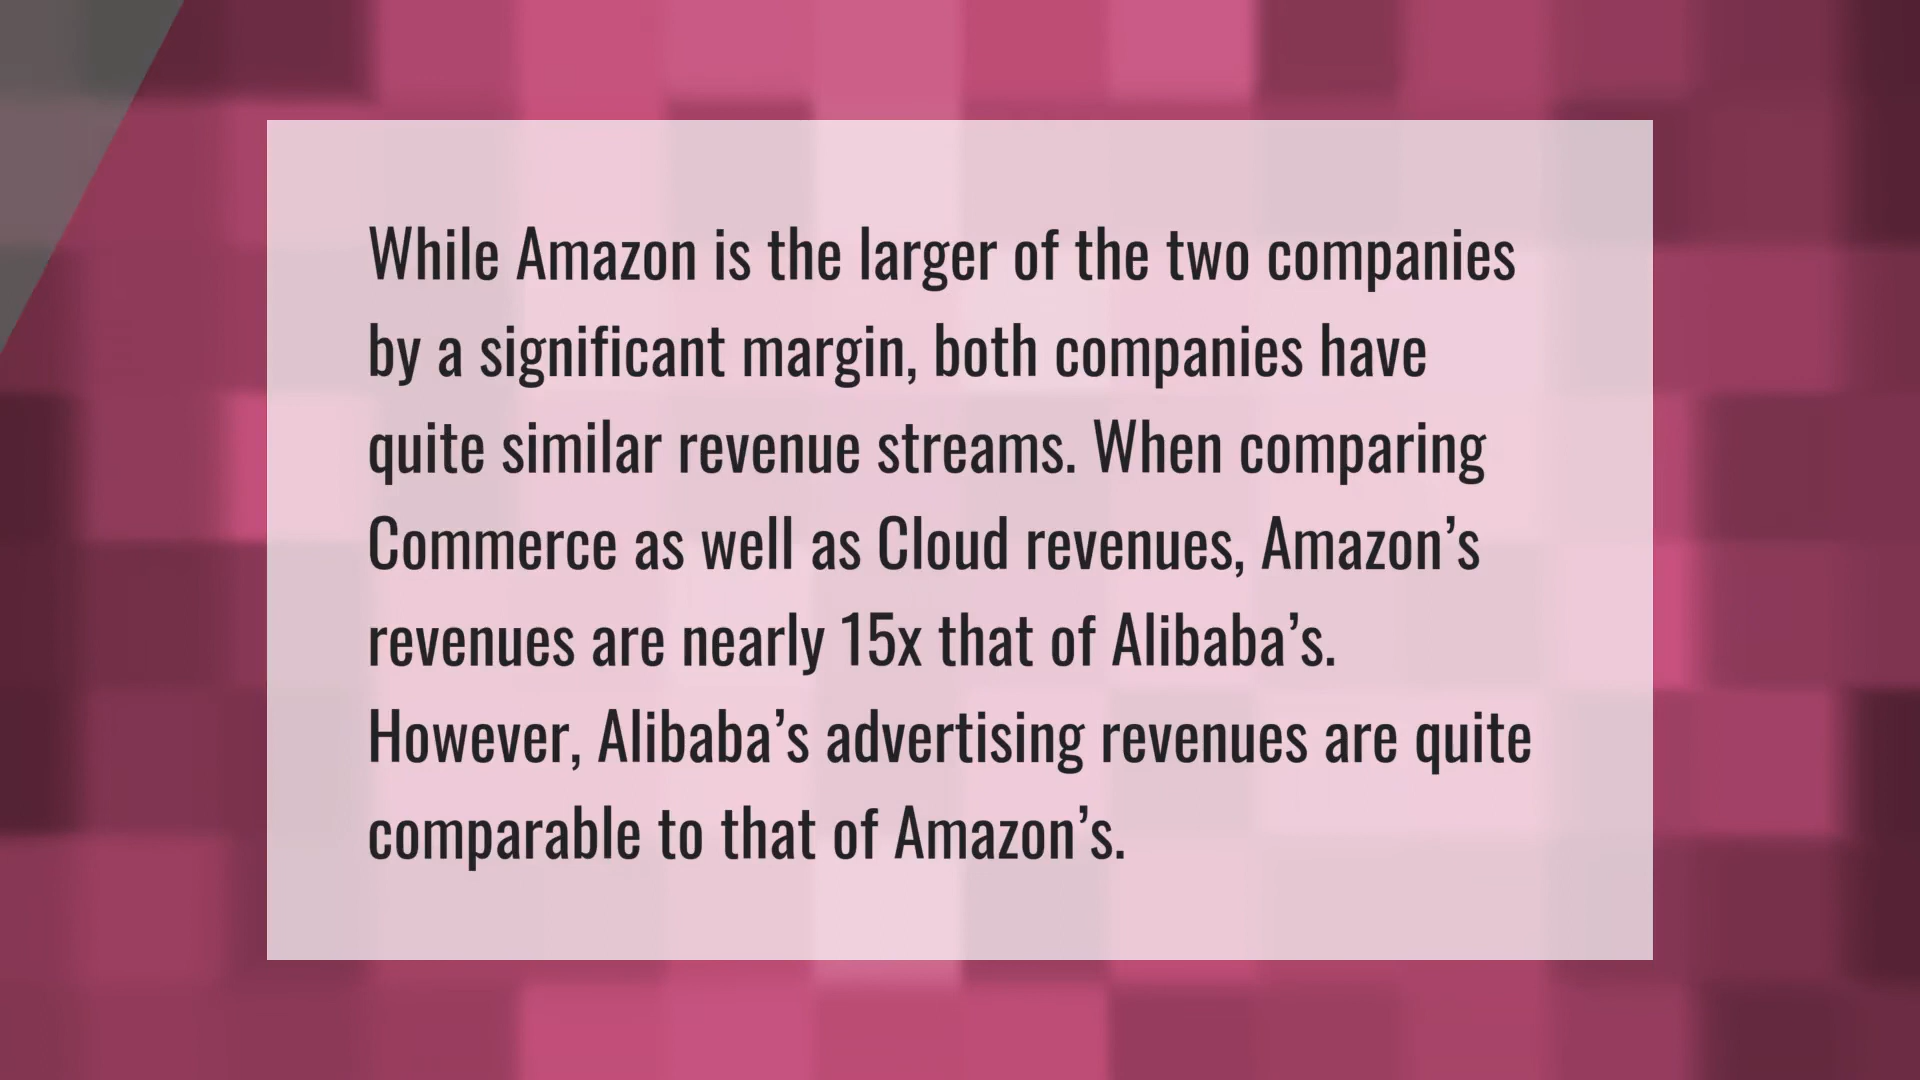 While Amazon is the larger of the two companies
by a significant margin, both companies have
quite similar revenue streams. When comparing
Commerce as well as Cloud revenues, Amazon’s
revenues are nearly 15x that of Alibaba’s.
However, Alibaba’s advertising revenues are quite
comparable to that of Amazon’s.